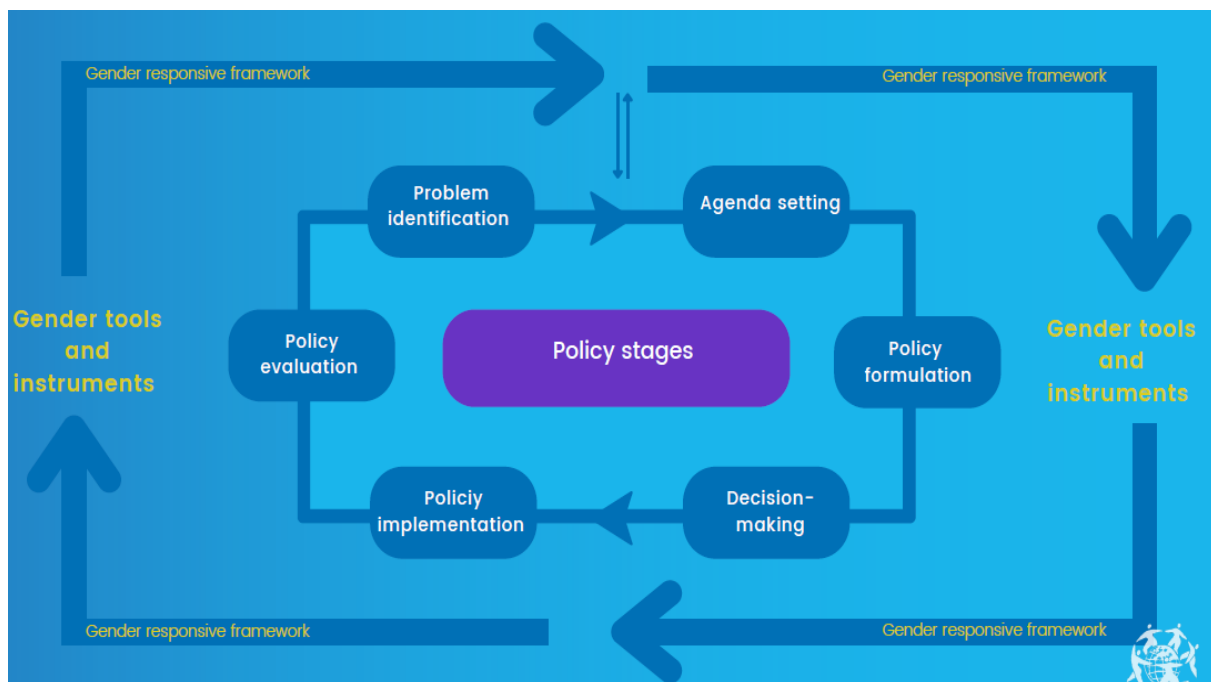 Gender responsive framework
Gender responsive framework
Problem
identification
Agenda setting
Gender tools
and
instruments
Policy
evaluation
Policy stages
Policy
formulation
Gender tools
and
instruments
Policiy
implementation
Decision-
making
Gender responsive framework
Gender responsive framework